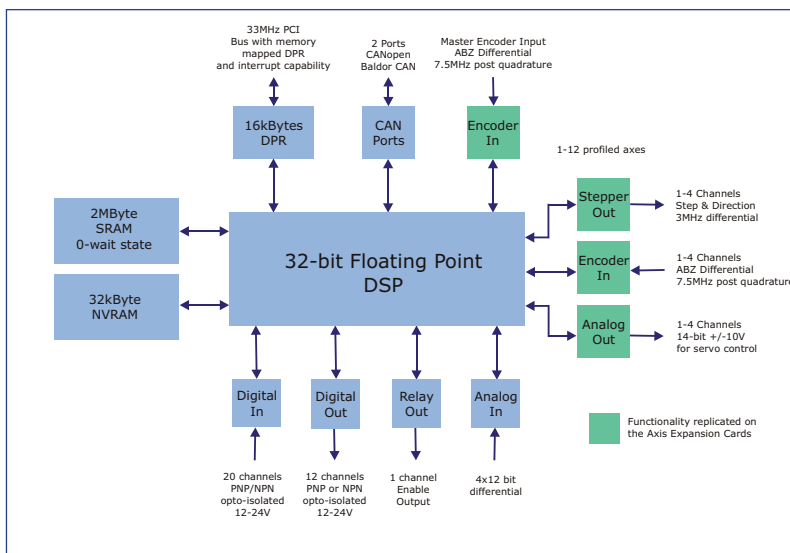 33MHz PCI
Bus with memory
mapped DPR
and interrupt capability
2 Ports
CANopen
Baldor CAN
Master Encoder Input
ABZ Differential
7.5MHz post quadrature
16kBytes
DPR
CAN
Ports
Encoder
In
1-12 profiled axes
2MByte
SRAM
0-wait state
32kByte
NVRAM
32-bit Floating Point
DSP
Stepper
Out
1-4 Channels
Step & Direction
3MHz differential
Encoder
In
1-4 Channels
ABZ Differential
7.5MHz post quadrature
Analog
Out
1-4 Channels
14-bit +/-10V
for servo control
Digital
In
Digital
Out
Relay
Out
Analog
In
Functionality replicated on
the Axis Expansion Cards
20 channels
PNP/NPN
opto-isolated
12-24V
12 channels
PNP or NPN
opto-isolated
12-24V
1 channel
Enable
Output
4x12 bit
differential